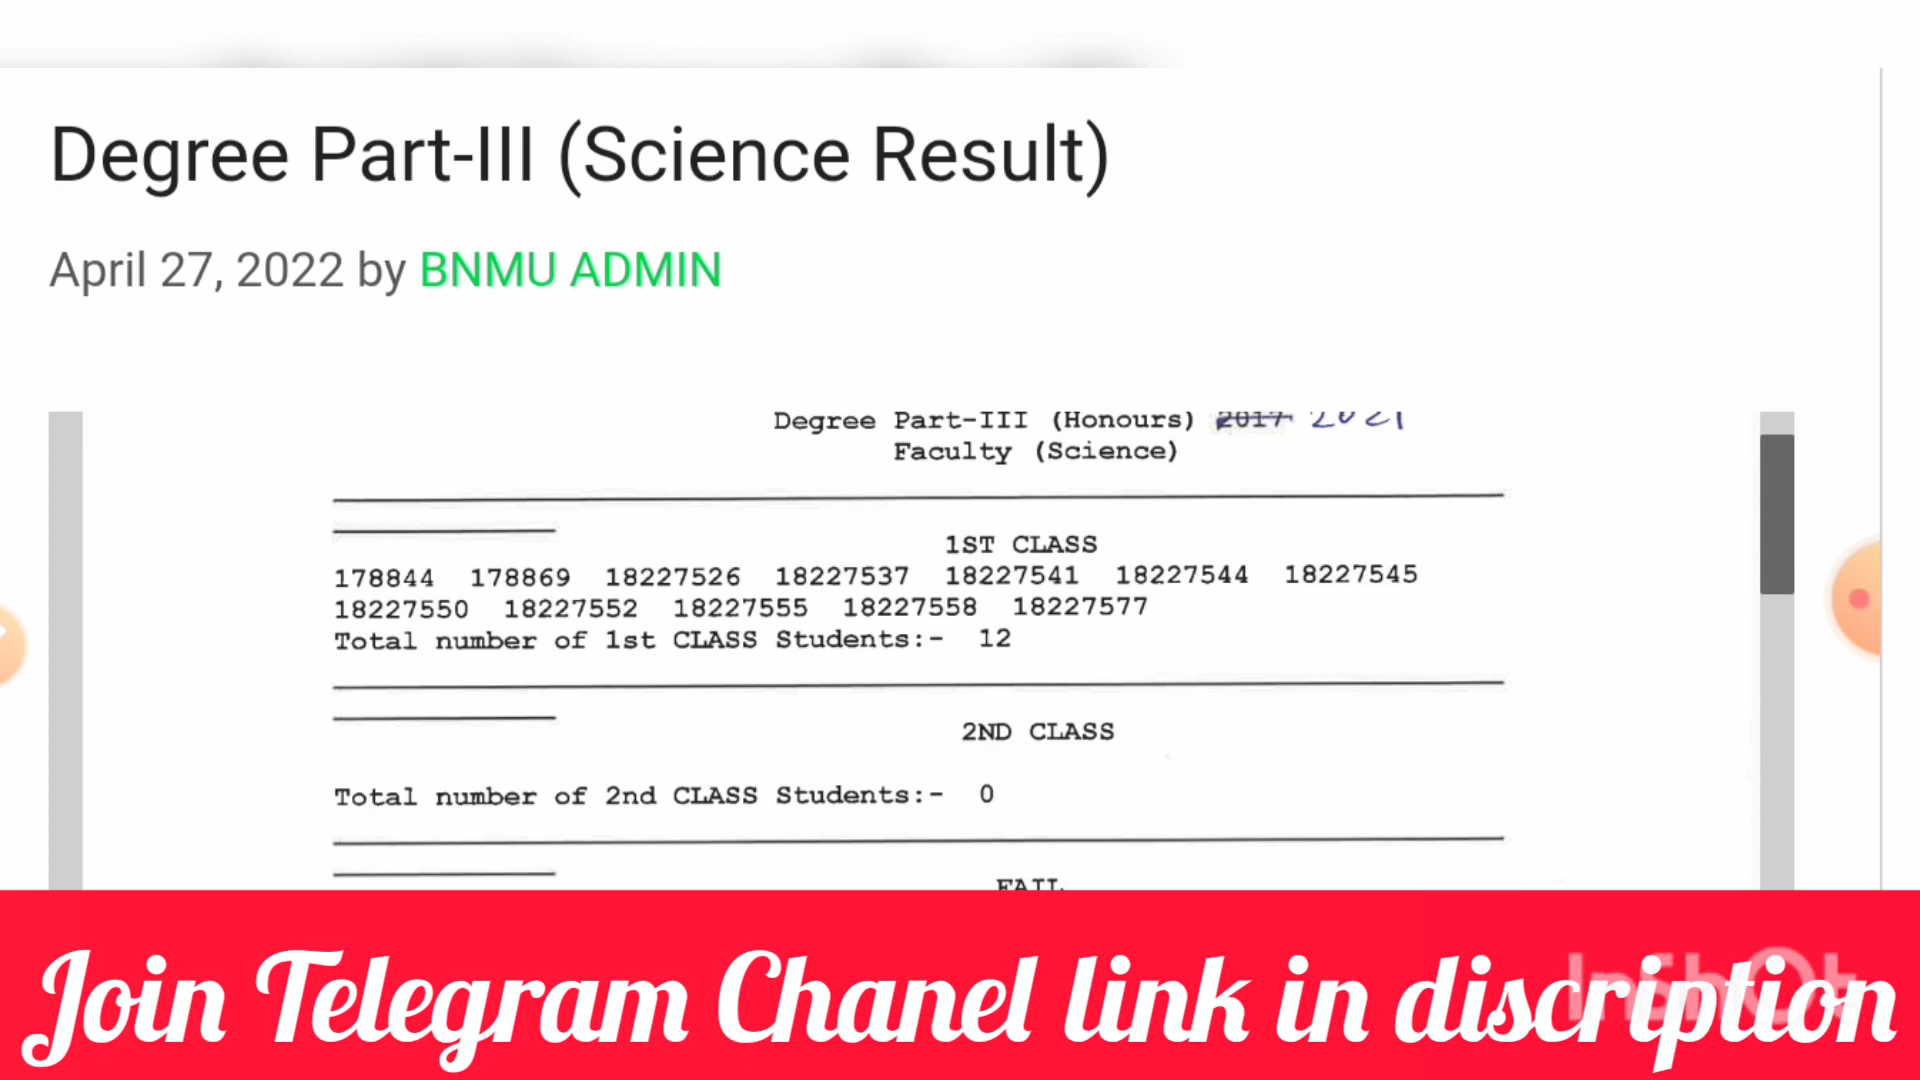 Degree Part-III (Science Result)
April 27, 2022 by BNMU ADMIN
Degree Part-III (Honours) 2017 2021
Faculty (Science)
1ST CLASS
178844 178869 18227526 18227537 18227541 18227544 18227545
18227550 18227552 18227555 18227558 18227577
Total number of 1st CLASS Students:- 12
2ND CLASS
Total number of 2nd CLASS Students:- 0
FAIL
Join Telegram Chanel link in discription
InShOt